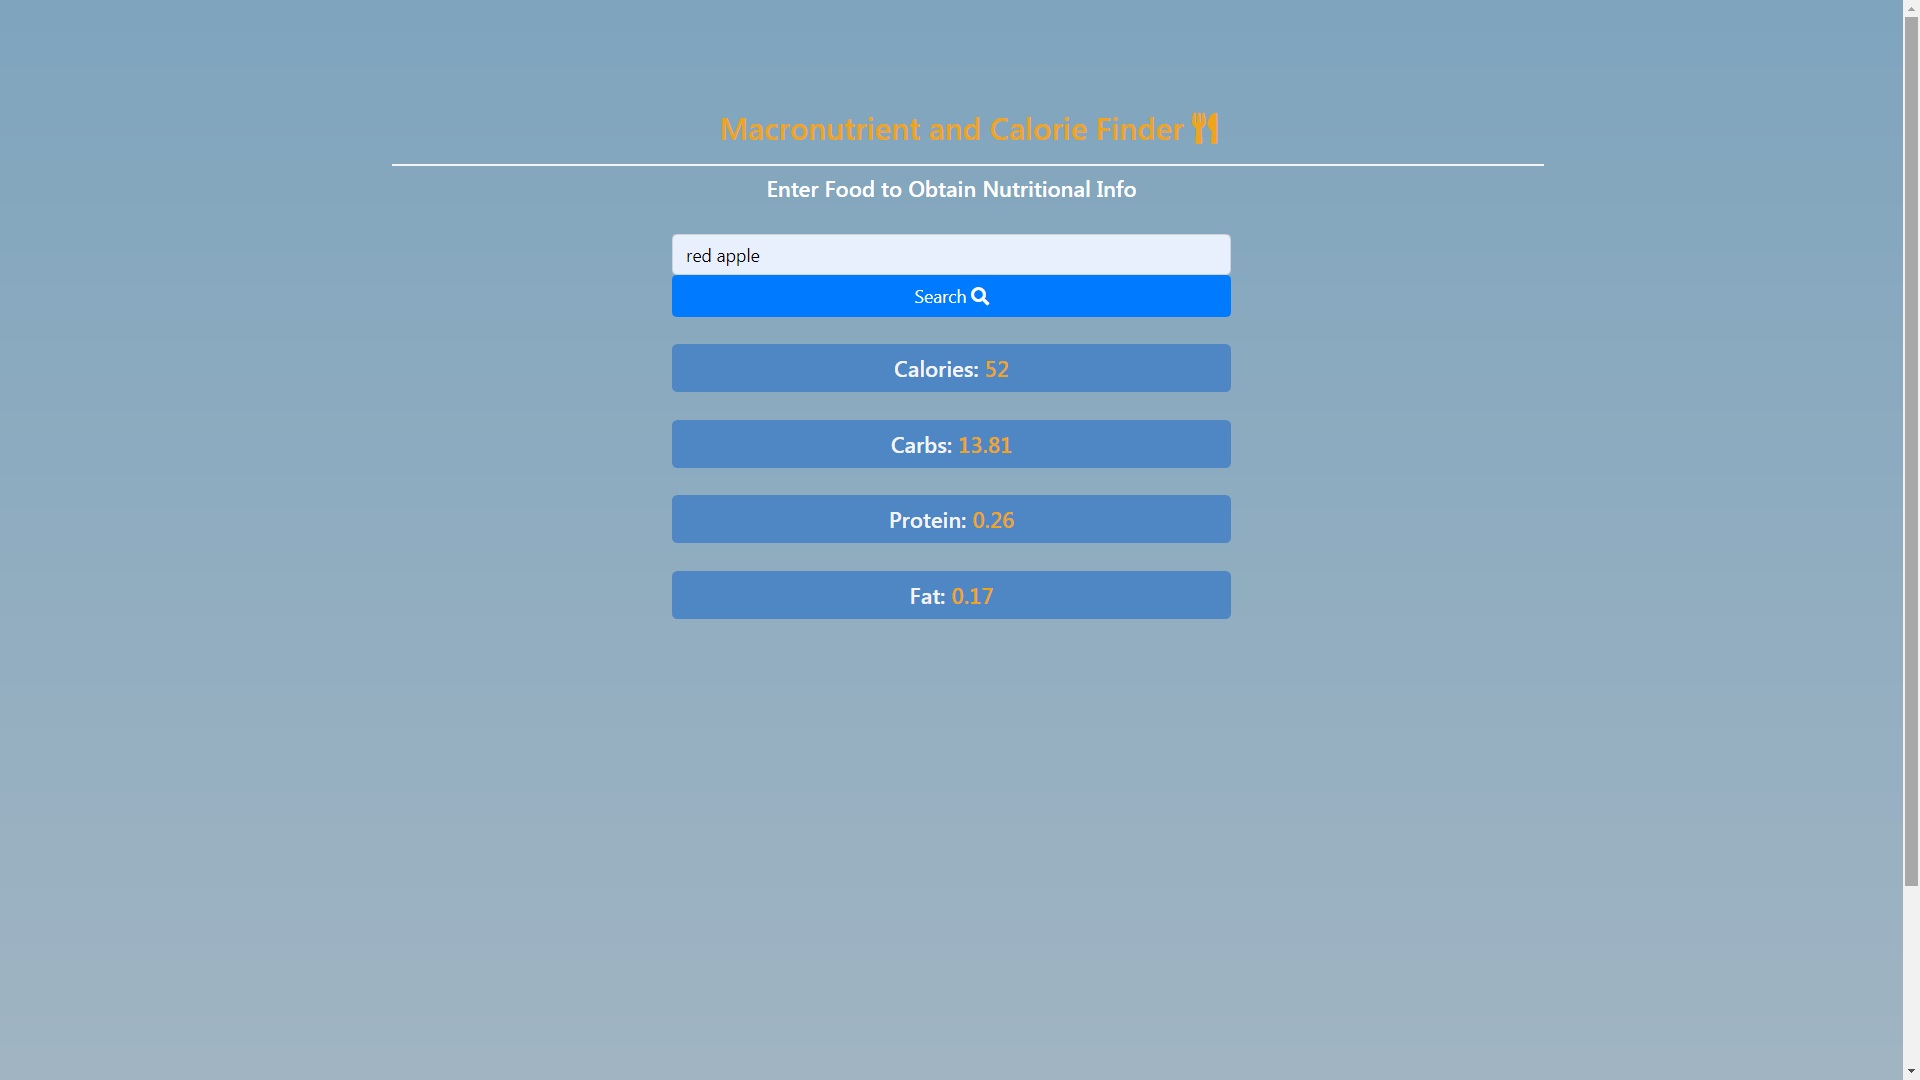 Macronutrient and Calorie Finder
Enter Food to Obtain Nutritional Info
red apple
Search
Calories: 52
Carbs: 13.81
Protein: 0.26
Fat: 0.17